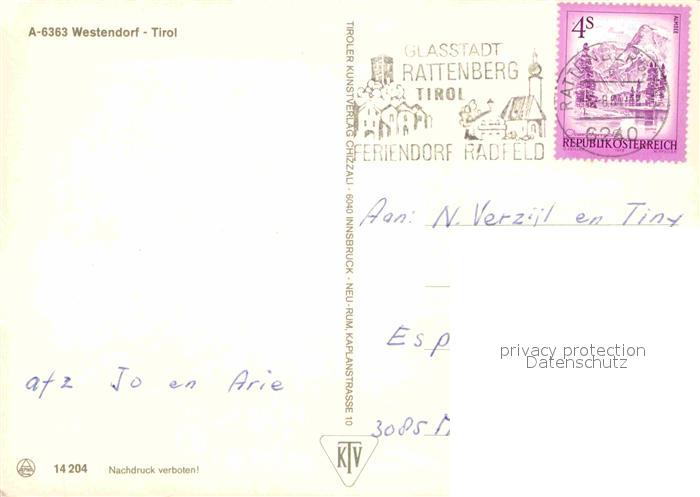 A-6363 Westendorf - Tirol
GLASSTADT
RATTENBERG
TIROL
FERIENDORF RADFELD
4S
ALMSEE
RATTENBERG
6240
REPUBLIK ÖSTERREICH
TIROLER KUNSTVERLAG CHIZZALI · 6040 INNSBRUCK - NEU-RUM, KAPLANSTRASSE 10
Aan: N. Verzijl en Tiny
Esp
privacy protection
Datenschutz
afz Jo en Arie
3085
KTV
14 204 Nachdruck verboten!